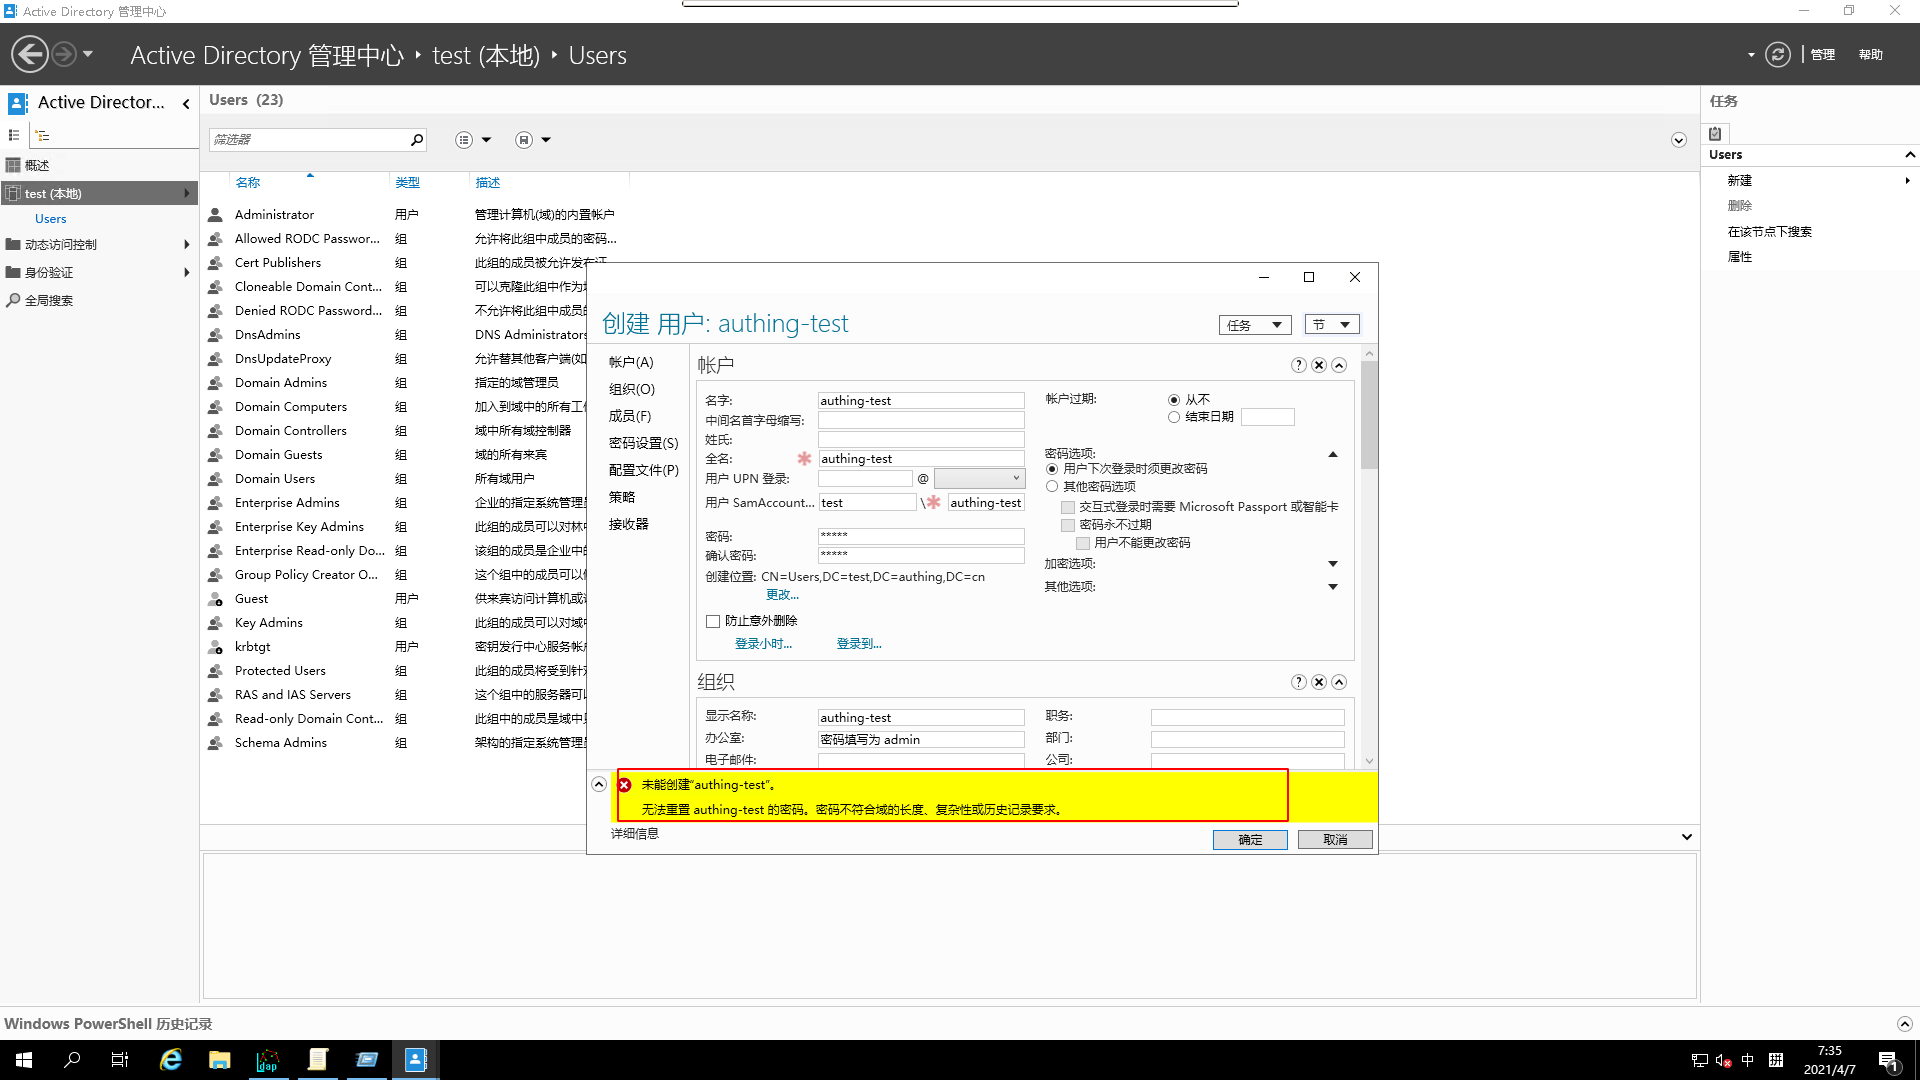 Active Directory 管理中心
Active Directory 管理中心 · test (本地) · Users
管理
帮助
Active Director...
概述
test (本地)
Users
动态访问控制
身份验证
全局搜索
Users (23)
筛选器
名称 类型 描述
Administrator 用户 管理计算机(域)的内置帐户
Allowed RODC Passwor... 组 允许将此组中成员的密码...
Cert Publishers 组 此组的成员被允许发布证
Cloneable Domain Cont... 组 可以克隆此组中作为
Denied RODC Password... 组 不允许将此组中成员
DnsAdmins 组 DNS Administrators
DnsUpdateProxy 组 允许替其他客户端(如
Domain Admins 组 指定的域管理员
Domain Computers 组 加入到域中的所有工
Domain Controllers 组 域中所有域控制器
Domain Guests 组 域的所有来宾
Domain Users 组 所有域用户
Enterprise Admins 组 企业的指定系统管理
Enterprise Key Admins 组 此组的成员可以对林
Enterprise Read-only Do... 组 该组的成员是企业中
Group Policy Creator O... 组 这个组中的成员可以
Guest 用户 供来宾访问计算机或
Key Admins 组 此组的成员可以对域
krbtgt 用户 密钥发行中心服务帐
Protected Users 组 此组的成员将受到针
RAS and IAS Servers 组 这个组中的服务器可
Read-only Domain Cont... 组 此组中的成员是域中
Schema Admins 组 架构的指定系统管理
任务
Users
新建
删除
在该节点下搜索
属性
创建 用户: authing-test
任务
节
帐户(A)
组织(O)
成员(F)
密码设置(S)
配置文件(P)
策略
接收器
帐户
名字: authing-test
中间名首字母缩写:
姓氏:
全名: * authing-test
用户 UPN 登录: @
用户 SamAccount... test \* authing-test
密码: *****
确认密码: *****
创建位置: CN=Users,DC=test,DC=authing,DC=cn
更改...
防止意外删除
登录小时... 登录到...
帐户过期: 从不
结束日期
密码选项:
用户下次登录时须更改密码
其他密码选项
交互式登录时需要 Microsoft Passport 或智能卡
密码永不过期
用户不能更改密码
加密选项:
其他选项:
组织
显示名称: authing-test 职务:
办公室: 密码填写为 admin 部门:
电子邮件: 公司:
未能创建“authing-test”。
无法重置 authing-test 的密码。密码不符合域的长度、复杂性或历史记录要求。
详细信息
确定
取消
Windows PowerShell 历史记录
ldap
中
拼
7:35
2021/4/7
1